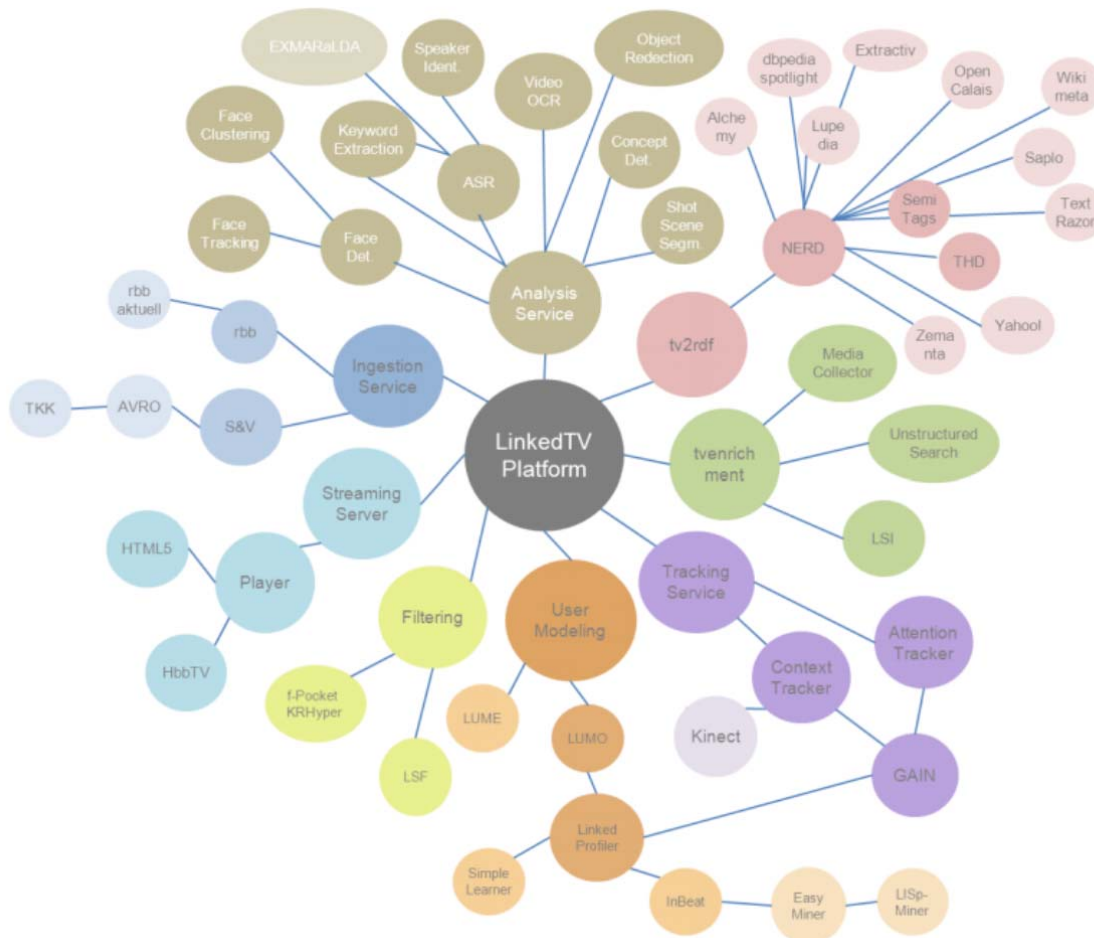 EXMARaLDA
Speaker
Ident.
Video
OCR
Object
Redection
dbpedia
spotlight
Extractiv
Open
Calais
Wiki
meta
Face
Clustering
Keyword
Extraction
ASR
Concept
Det.
Alche
my
Lupe
dia
Saplo
Face
Tracking
Face
Det.
Shot
Scene
Segm.
Semi
Tags
Text
Razor
NERD
THD
rbb
aktuell
rbb
Analysis
Service
tv2rdf
Zema
nta
Yahool
Ingestion
Service
Media
Collector
TKK
AVRO
S&V
LinkedTV
Platform
tvenrich
ment
Unstructured
Search
Streaming
Server
LSI
HTML5
Player
Filtering
User
Modeling
Tracking
Service
Attention
Tracker
HbbTV
Context
Tracker
f-Pocket
KRHyper
LUME
LUMO
Kinect
LSF
GAIN
Linked
Profiler
Simple
Learner
InBeat
Easy
Miner
LISp-
Miner